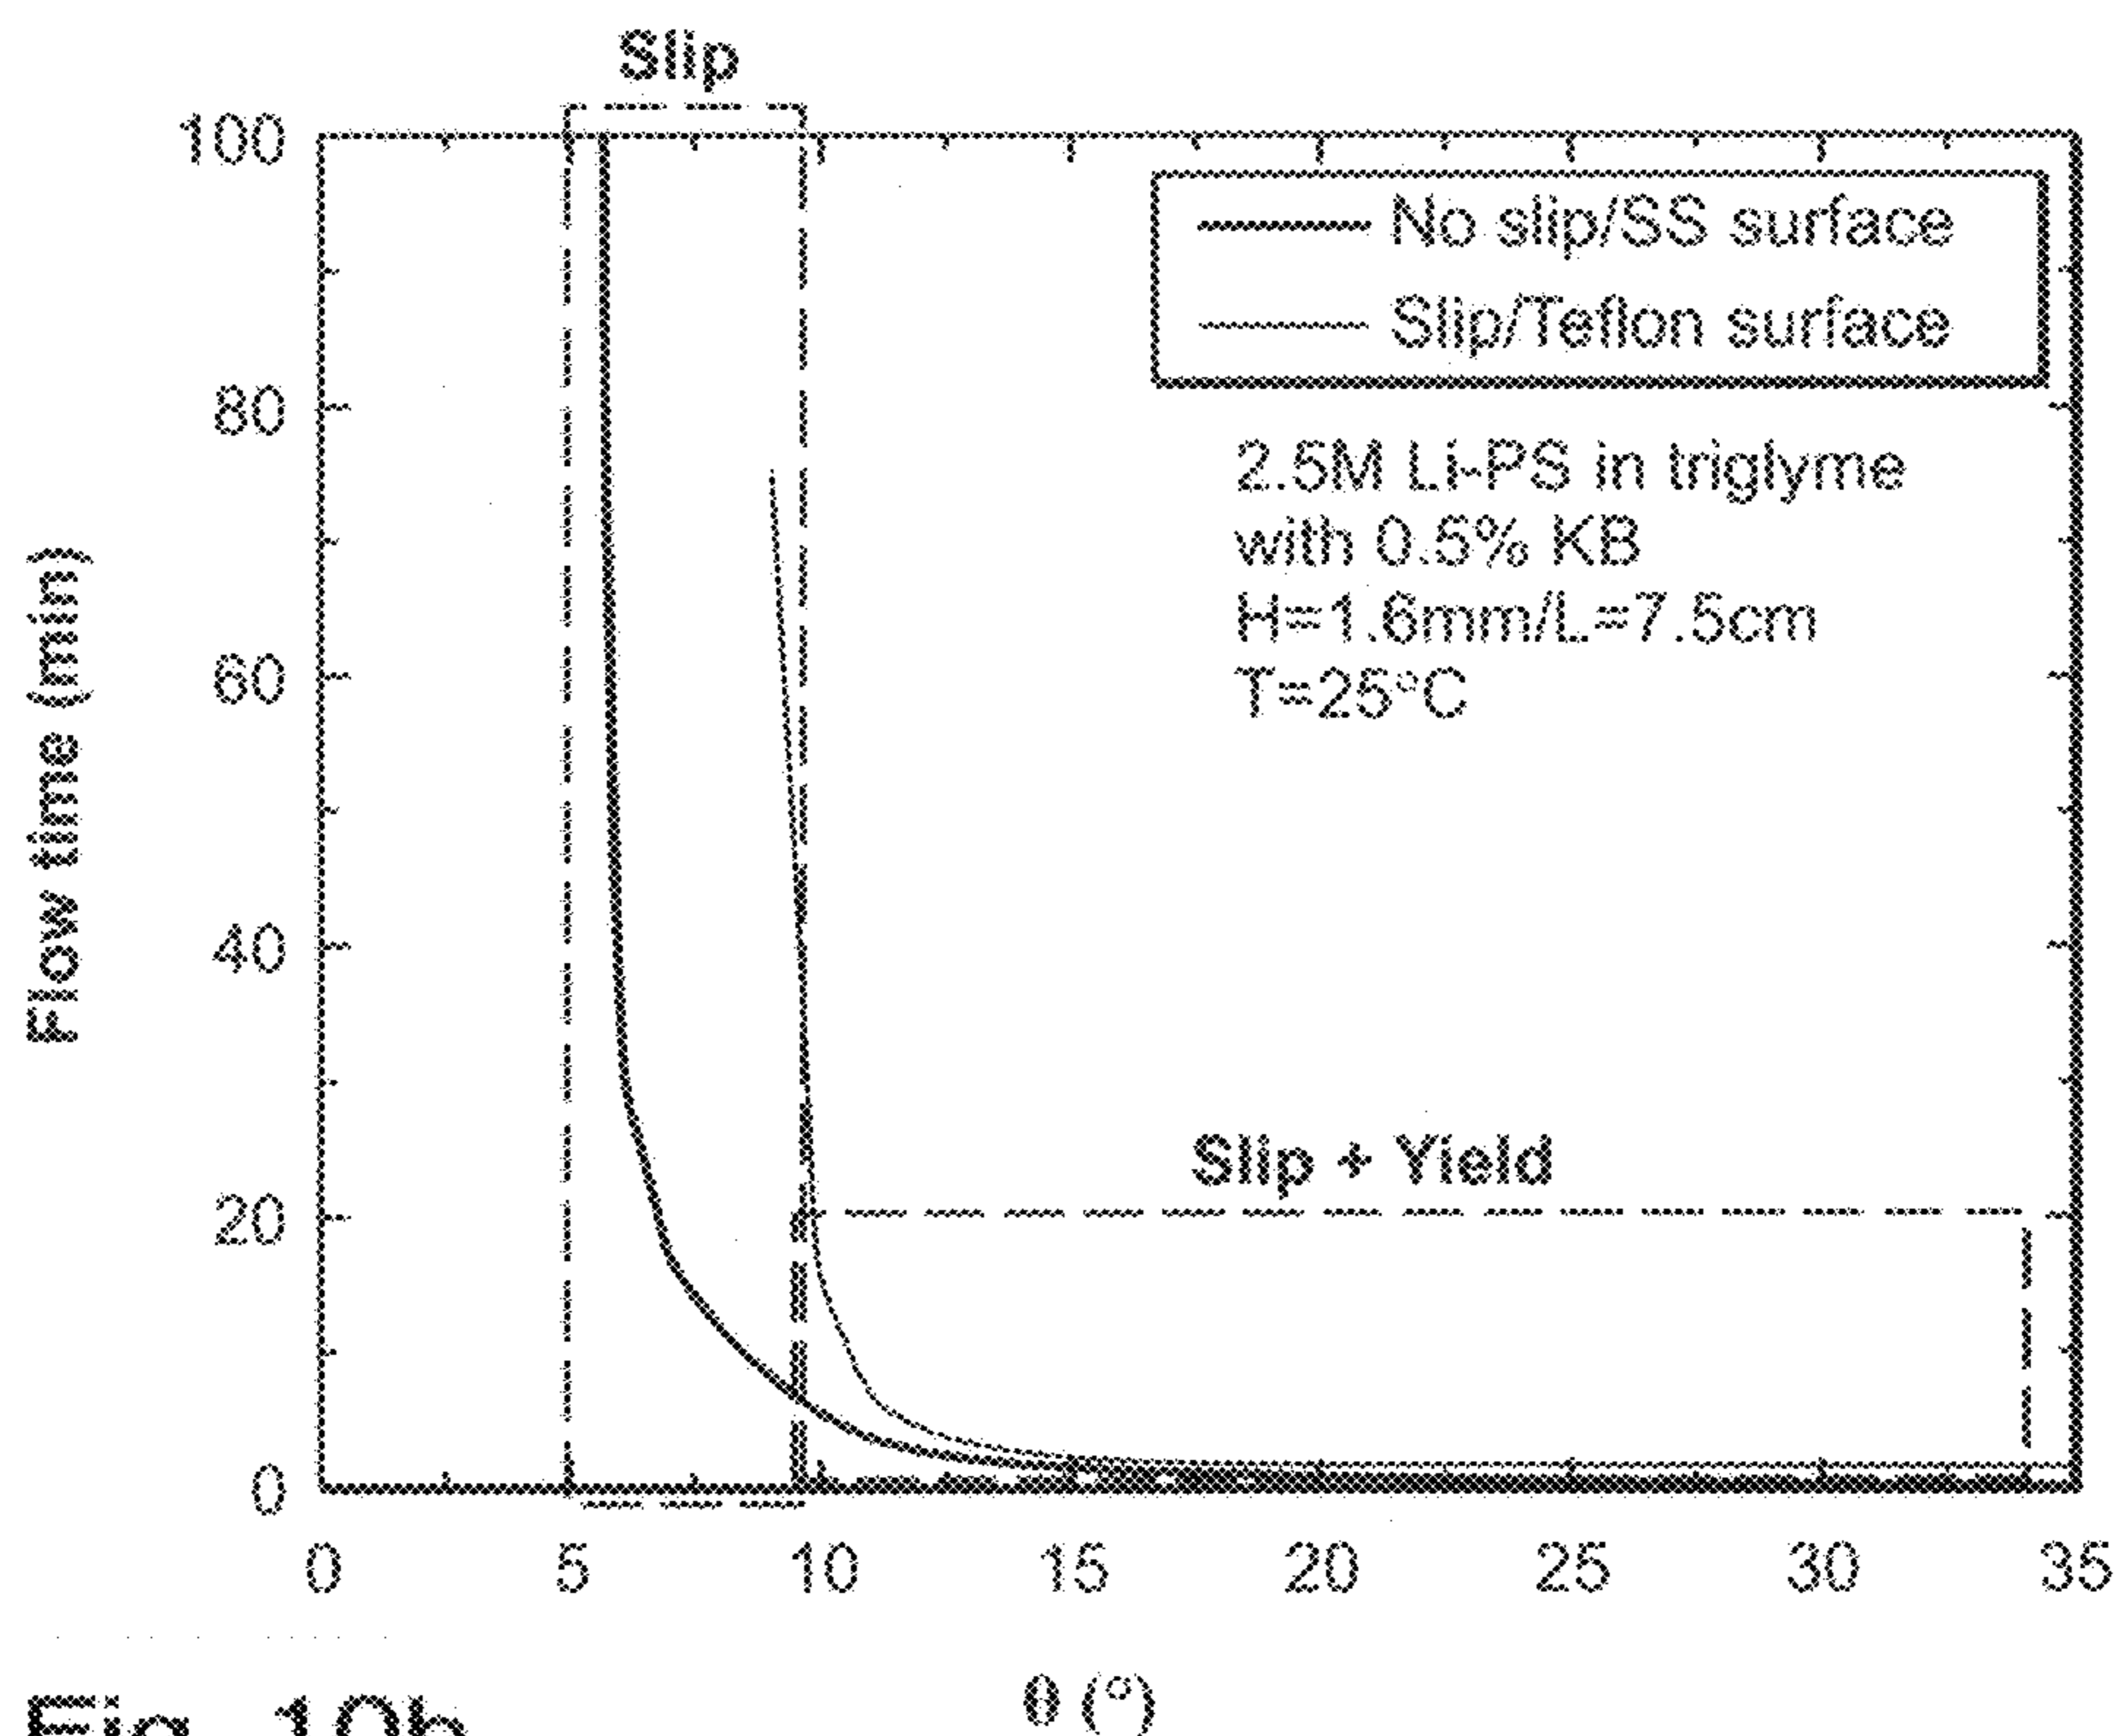 Slip
100
No slip/SS surface
Slip/Teflon surface
80
2.5M Li-PS in triglyme
with 0.5% KB
H=1.6mm/L=7.5cm
T=25°C
60
Flow time (min)
40
Slip + Yield
20
0
0 5 10 15 20 25 30 35
θ (°)
Fig. 10b